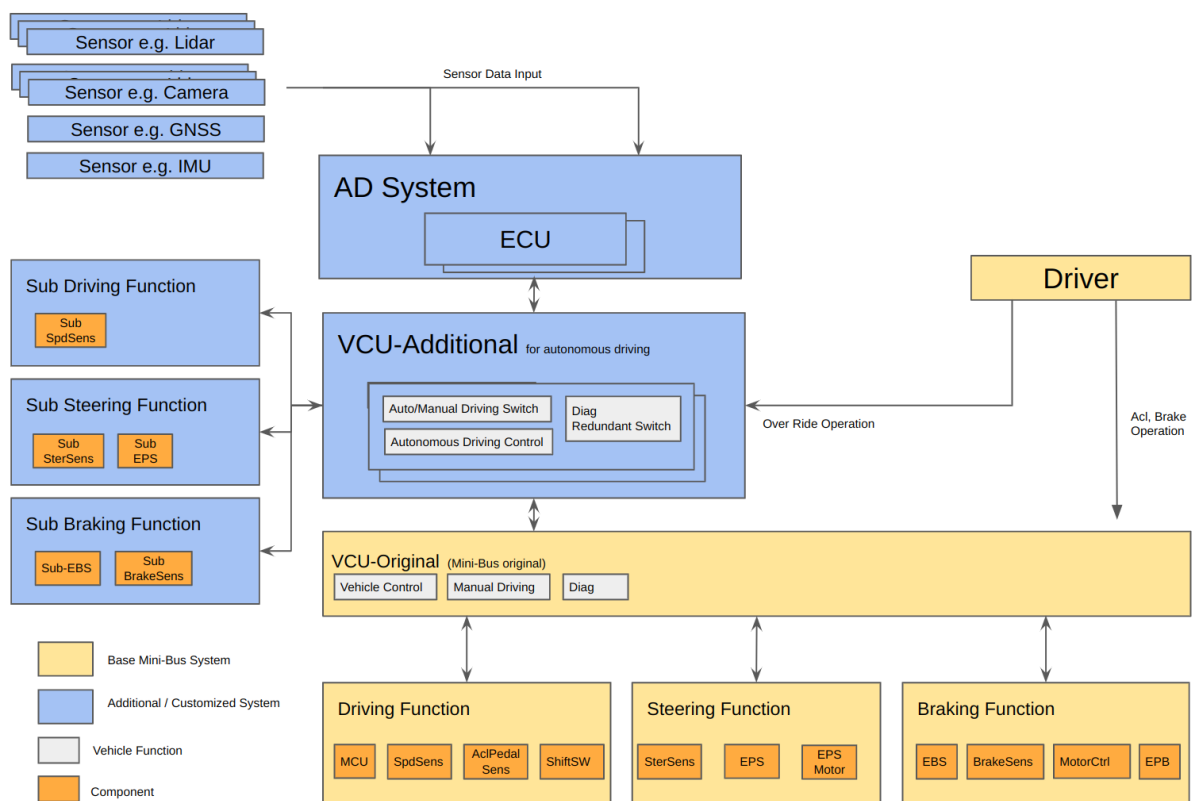 Sensor e.g. Lidar
Sensor e.g. Camera
Sensor e.g. GNSS
Sensor e.g. IMU
Sensor Data Input
AD System
ECU
Driver
Sub Driving Function
Sub
SpdSens
Sub Steering Function
Sub
SterSens
Sub
EPS
Sub Braking Function
Sub-EBS
Sub
BrakeSens
VCU-Additional for autonomous driving
Auto/Manual Driving Switch
Autonomous Driving Control
Diag
Redundant Switch
Over Ride Operation
Acl, Brake
Operation
VCU-Original (Mini-Bus original)
Vehicle Control
Manual Driving
Diag
Driving Function
MCU
SpdSens
AclPedal
Sens
ShiftSW
Steering Function
SterSens
EPS
EPS
Motor
Braking Function
EBS
BrakeSens
MotorCtrl
EPB
Base Mini-Bus System
Additional / Customized System
Vehicle Function
Component